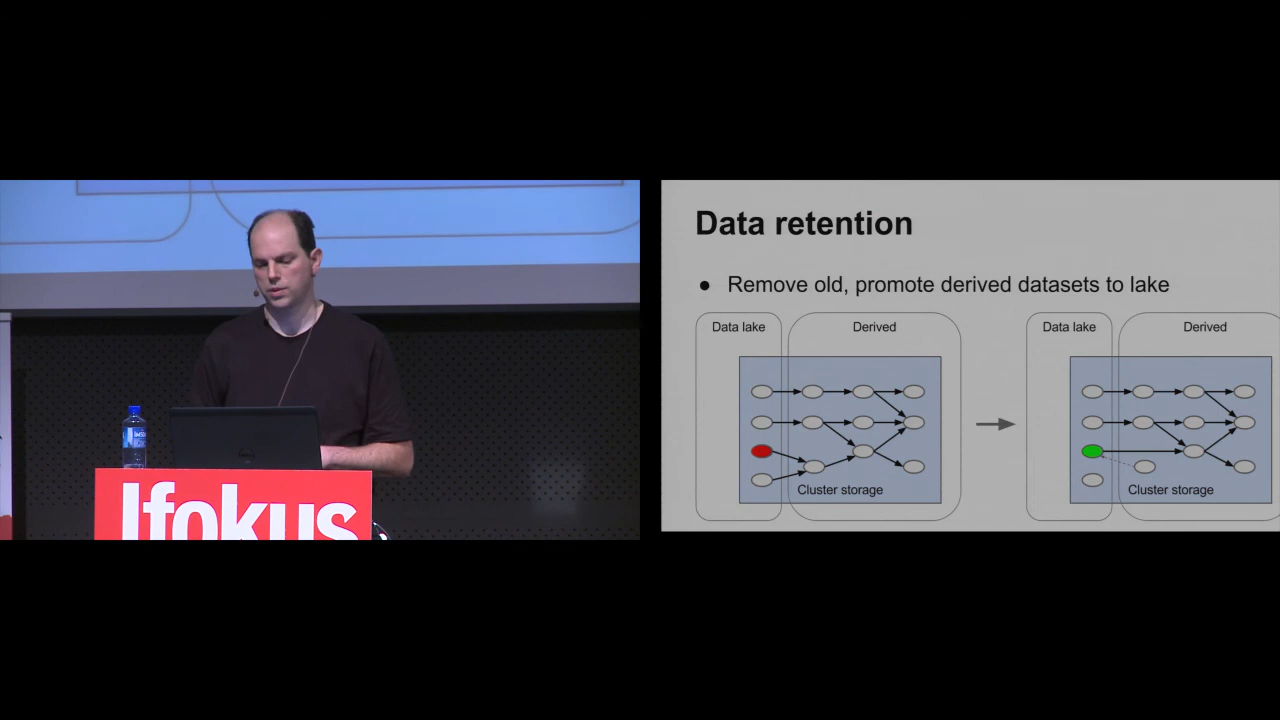 Jfokus
Data retention
● Remove old, promote derived datasets to lake
Data lake
Derived
Cluster storage
Data lake
Derived
Cluster storage